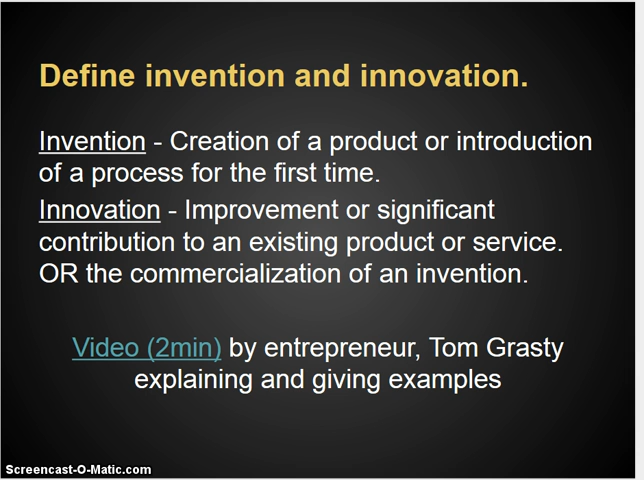 Define invention and innovation.
Invention - Creation of a product or introduction
of a process for the first time.
Innovation - Improvement or significant
contribution to an existing product or service.
OR the commercialization of an invention.
Video (2min) by entrepreneur, Tom Grasty
explaining and giving examples
Screencast-O-Matic.com